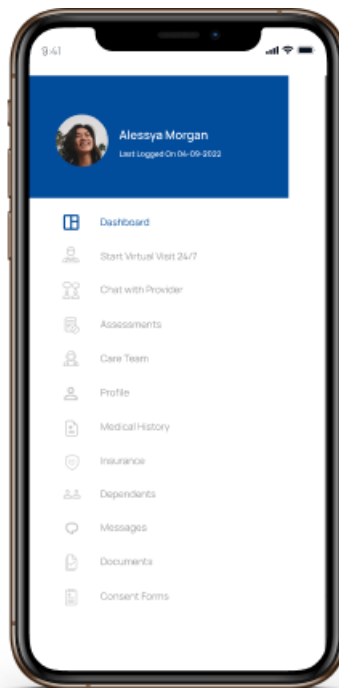 9:41
Alessya Morgan
Last Logged On 04-09-2022
Dashboard
Start Virtual Visit 24/7
Chat with Provider
Assessments
Care Team
Profile
Medical History
Insurance
Dependents
Messages
Documents
Consent Forms